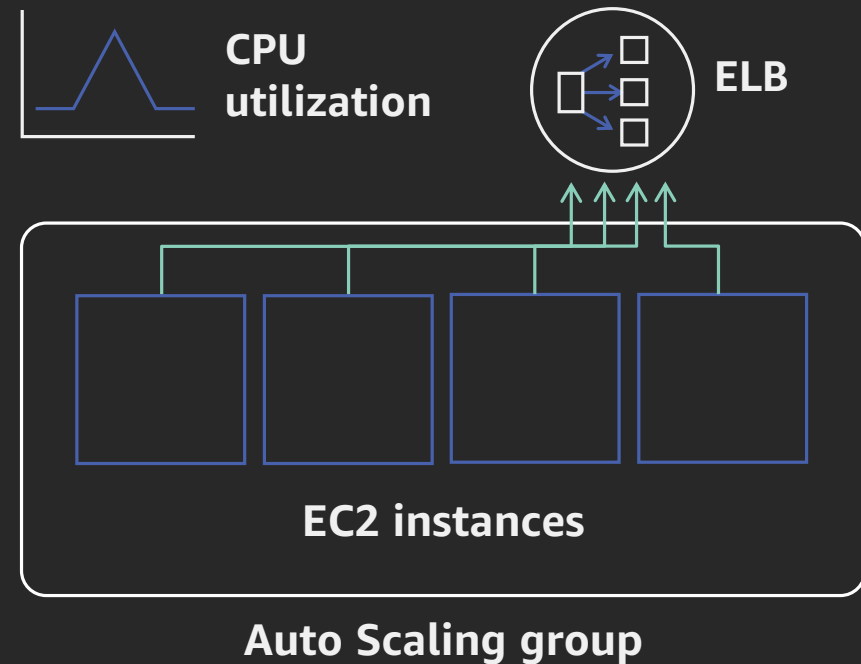 CPU
utilization
ELB
EC2 instances
Auto Scaling group